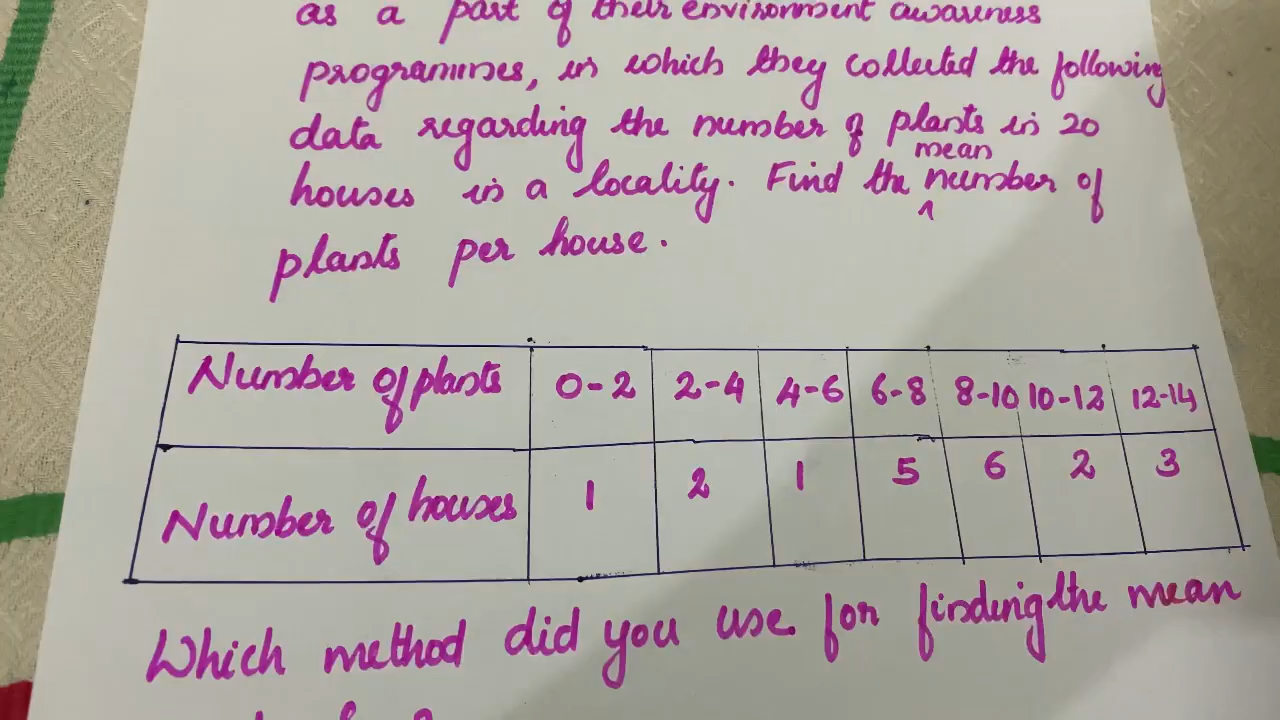 as a part of their environment awareness
programmes, in which they collected the following
data regarding the number of plants in 20
mean
houses in a locality. Find the ^ number of
plants per house.
Number of plants 0-2 2-4 4-6 6-8 8-10 10-12 12-14
Number of houses 1 2 1 5 6 2 3
Which method did you use for finding the mean